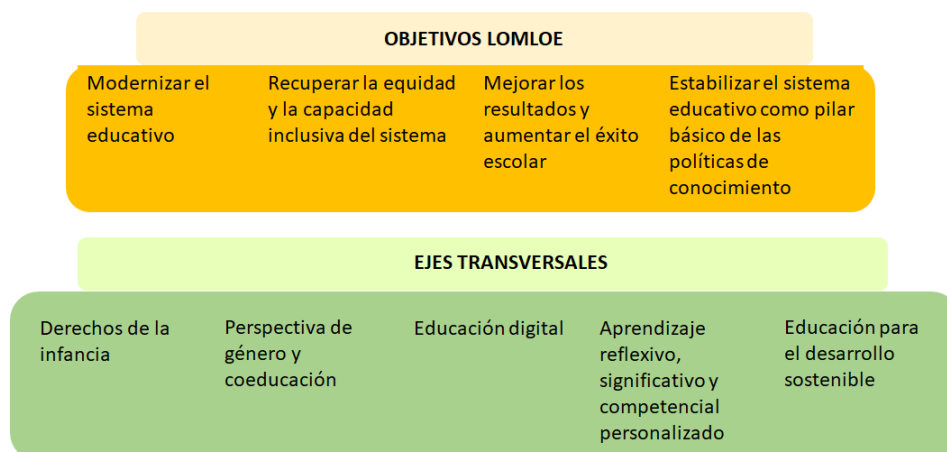 OBJETIVOS LOMLOE
Modernizar el
sistema
educativo
Recuperar la equidad
y la capacidad
inclusiva del sistema
Mejorar los
resultados y
aumentar el éxito
escolar
Estabilizar el sistema
educativo como pilar
básico de las
políticas de
conocimiento
EJES TRANSVERSALES
Derechos de la
infancia
Perspectiva de
género y
coeducación
Educación digital
Aprendizaje
reflexivo,
significativo y
competencial
personalizado
Educación para
el desarrollo
sostenible